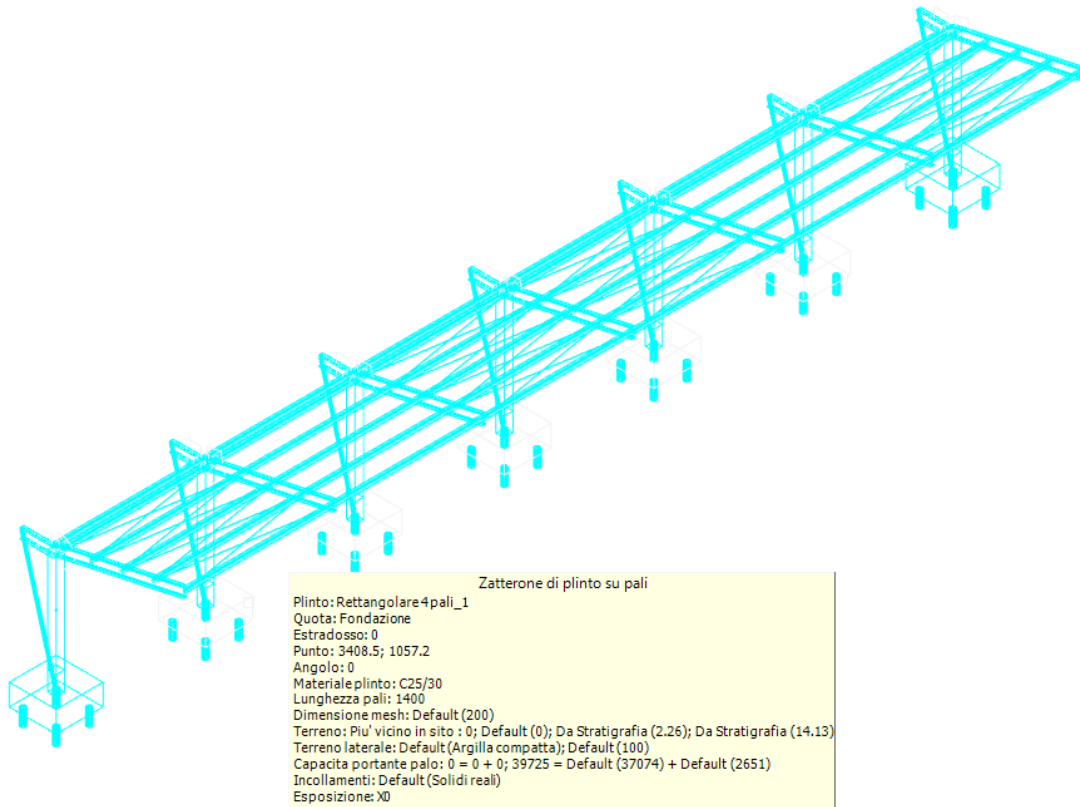 Zatterone di plinto su pali
Plinto: Rettangolare 4 pali_1
Quota: Fondazione
Estradosso: 0
Punto: 3408.5; 1057.2
Angolo: 0
Materiale plinto: C25/30
Lunghezza pali: 1400
Dimensione mesh: Default (200)
Terreno: Piu' vicino in sito : 0; Default (0); Da Stratigrafia (2.26); Da Stratigrafia (14.13)
Terreno laterale: Default (Argilla compatta); Default (100)
Capacita portante palo: 0 = 0 + 0; 39725 = Default (37074) + Default (2651)
Incollamenti: Default (Solidi reali)
Esposizione: X0